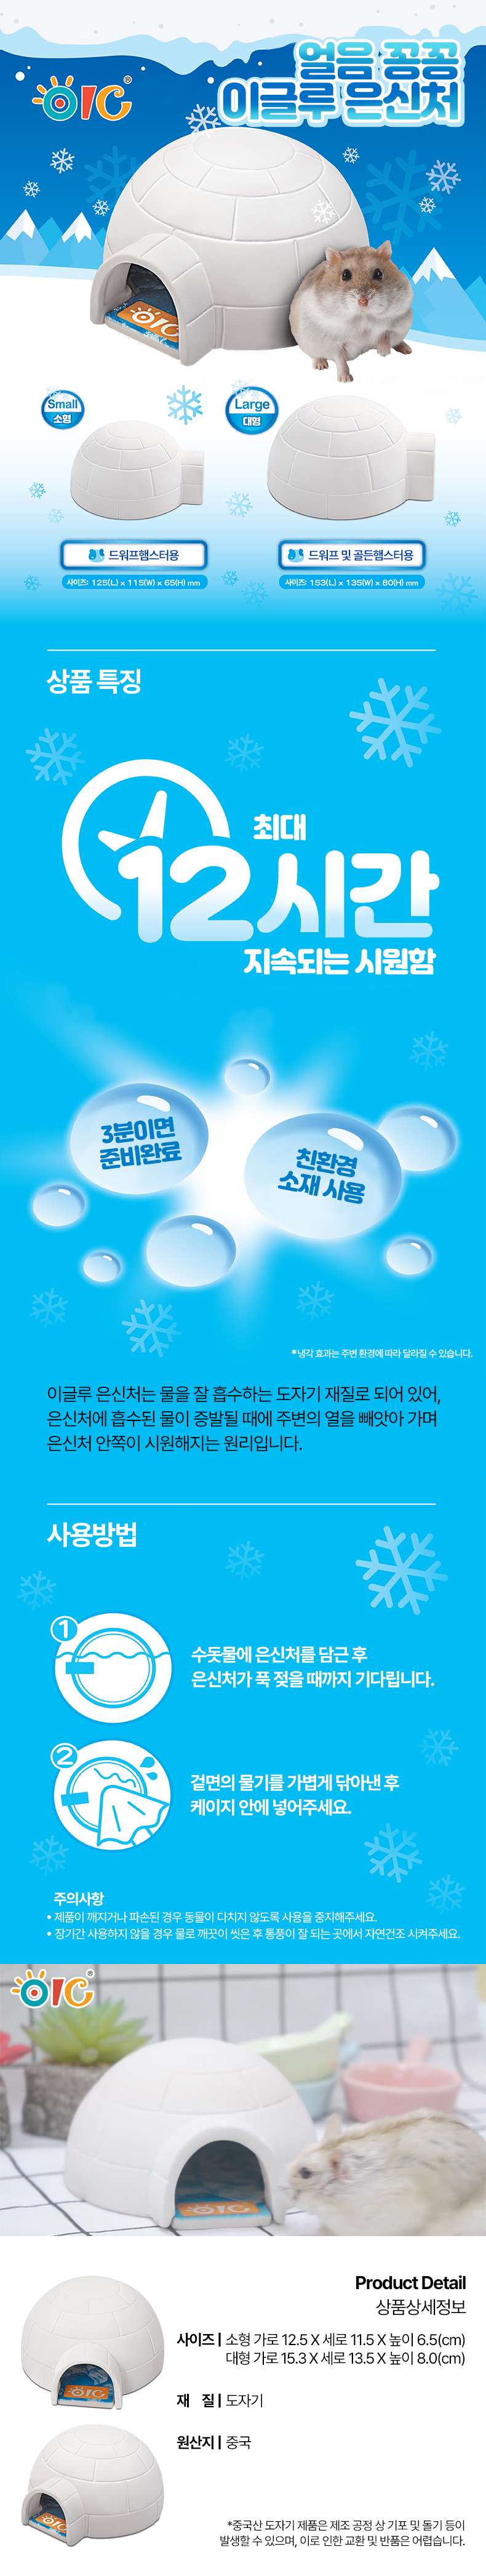 얼음 꽁꽁
이글루 은신처
OIC®
OIC
Small
소형
Large
대형
드워프햄스터용
드워프 및 골든햄스터용
사이즈: 125(L) x 115(W) x 65(H) mm
사이즈: 153(L) x 135(W) x 80(H) mm
상품 특징
최대
12시간
지속되는 시원함
3분이면
준비완료
친환경
소재 사용
*냉각 효과는 주변 환경에 따라 달라질 수 있습니다.
이글루 은신처는 물을 잘 흡수하는 도자기 재질로 되어 있어,
은신처에 흡수된 물이 증발될 때에 주변의 열을 빼앗아 가며
은신처 안쪽이 시원해지는 원리입니다.
사용방법
1
수돗물에 은신처를 담근 후
은신처가 푹 젖을 때까지 기다립니다.
2
겉면의 물기를 가볍게 닦아낸 후
케이지 안에 넣어주세요.
주의사항
• 제품이 깨지거나 파손된 경우 동물이 다치지 않도록 사용을 중지해주세요.
• 장기간 사용하지 않을 경우 물로 깨끗이 씻은 후 통풍이 잘 되는 곳에서 자연건조 시켜주세요.
OIC®
Product Detail
상품상세정보
사이즈 | 소형 가로 12.5 X 세로 11.5 X 높이 6.5(cm)
대형 가로 15.3 X 세로 13.5 X 높이 8.0(cm)
OIC
재 질 | 도자기
원산지 | 중국
OIC
*중국산 도자기 제품은 제조 공정 상 기포 및 돌기 등이
발생할 수 있으며, 이로 인한 교환 및 반품은 어렵습니다.